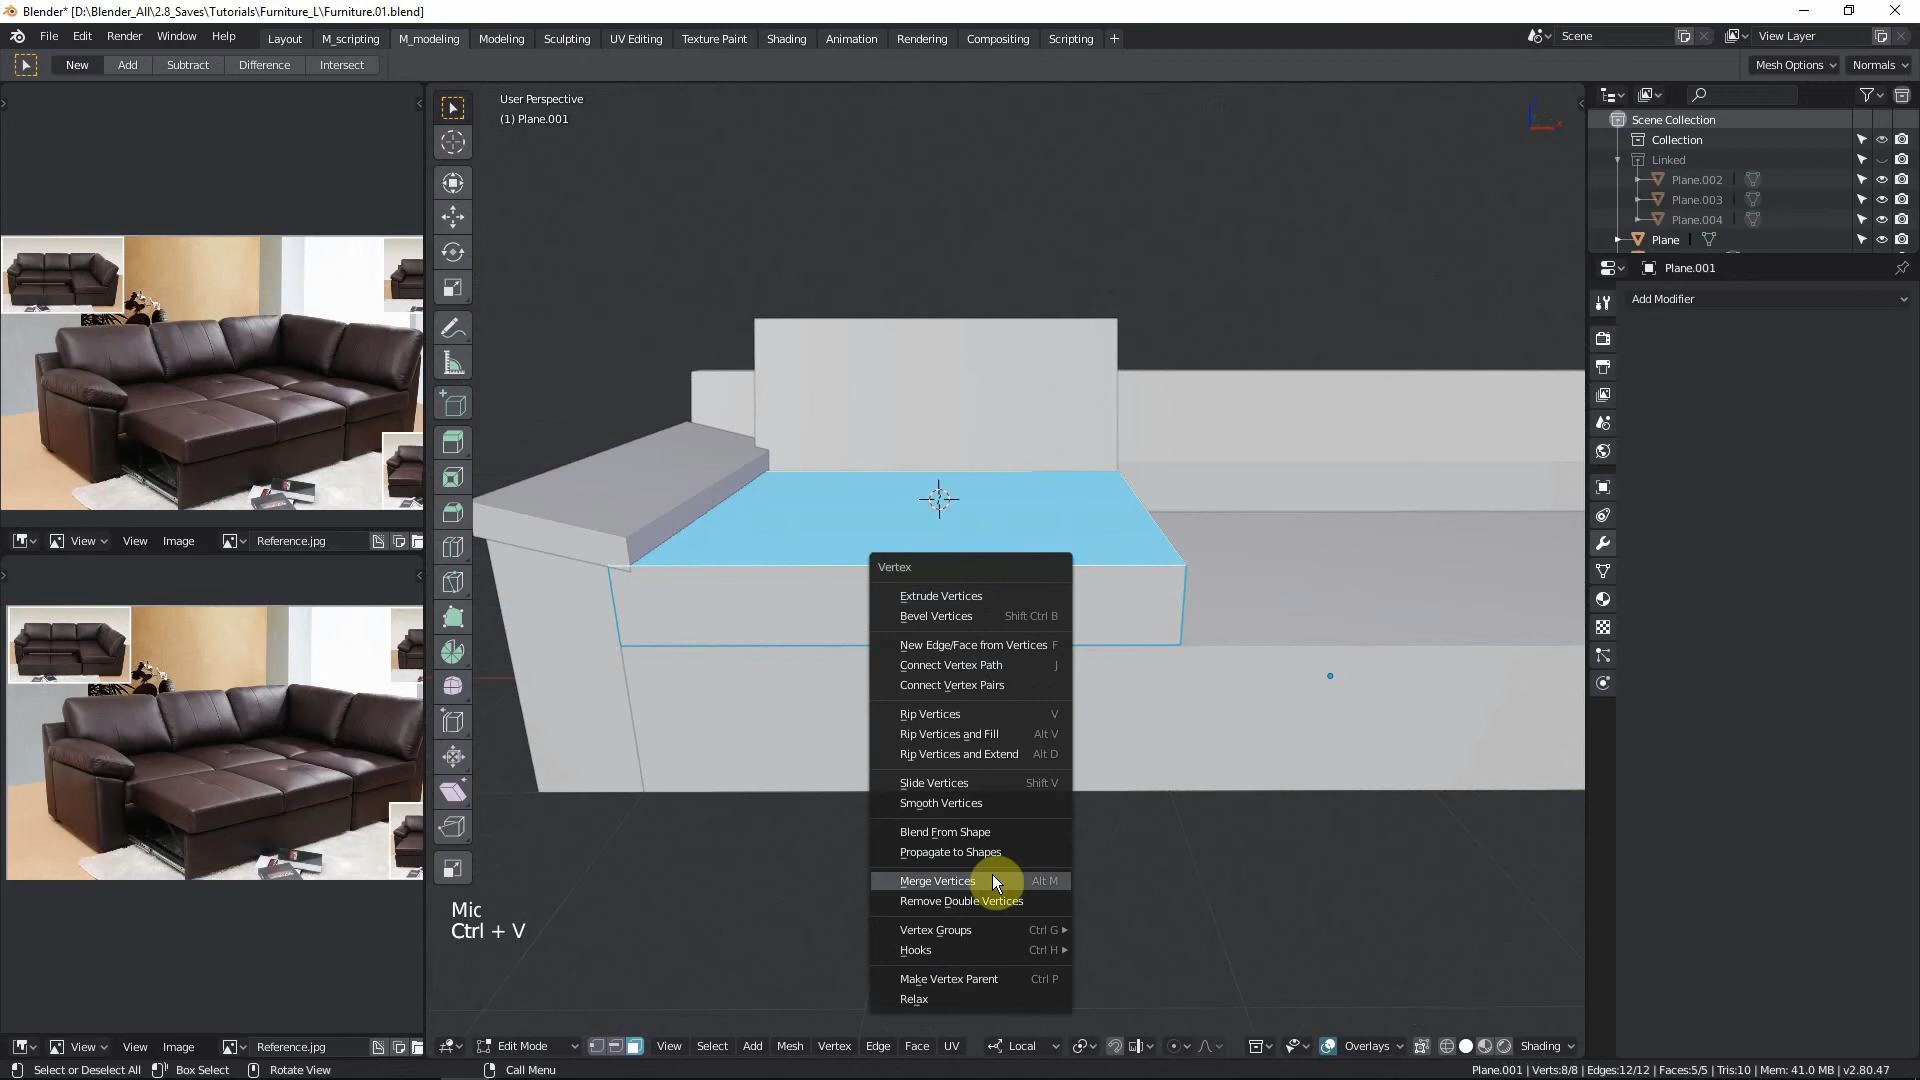 Blender* [D:\Blender_All\2.8_Saves\Tutorials\Furniture_L\Furniture.01.blend]
File Edit Render Window Help Layout M_scripting M_modeling Modeling Sculpting UV Editing Texture Paint Shading Animation Rendering Compositing Scripting + Scene View Layer
New Add Subtract Difference Intersect Mesh Options Normals
User Perspective
(1) Plane.001
Scene Collection
Collection
Linked
Plane.002
Plane.003
Plane.004
Plane
Plane.001
Add Modifier
View View Image Reference.jpg
Vertex
Extrude Vertices
Bevel Vertices Shift Ctrl B
New Edge/Face from Vertices F
Connect Vertex Path J
Connect Vertex Pairs
Rip Vertices V
Rip Vertices and Fill Alt V
Rip Vertices and Extend Alt D
Slide Vertices Shift V
Smooth Vertices
Blend From Shape
Propagate to Shapes
Merge Vertices Alt M
Remove Double Vertices
Vertex Groups Ctrl G
Hooks Ctrl H
Make Vertex Parent Ctrl P
Relax
Mic
Ctrl + V
View View Image Reference.jpg
Edit Mode View Select Add Mesh Vertex Edge Face UV Local Overlays Shading
Select or Deselect All Box Select Rotate View Call Menu Plane.001 | Verts:8/8 | Edges:12/12 | Faces:5/5 | Tris:10 | Mem: 41.0 MB | v2.80.47